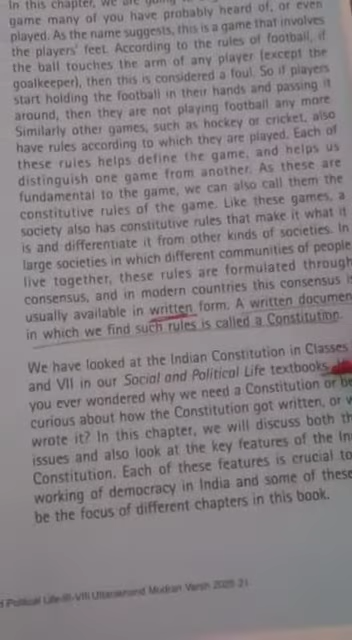 In this chapter, we are going
game many of you have probably heard of, or even
played. As the name suggests, this is a game that involves
the players' feet. According to the rules of football, if
the ball touches the arm of any player (except the
goalkeeper), then this is considered a foul. So if players
start holding the football in their hands and passing it
around, then they are not playing football any more
Similarly other games, such as hockey or cricket, also
have rules according to which they are played. Each of
these rules helps define the game, and helps us
distinguish one game from another. As these are
fundamental to the game, we can also call them the
constitutive rules of the game. Like these games, a
society also has constitutive rules that make it what it
is and differentiate it from other kinds of societies. In
large societies in which different communities of people
live together, these rules are formulated through
consensus, and in modern countries this consensus is
usually available in written form. A written documen
in which we find such rules is called a Constitution.
We have looked at the Indian Constitution in Classes
and VII in our Social and Political Life textbooks.
you ever wondered why we need a Constitution or be
curious about how the Constitution got written, or w
wrote it? In this chapter, we will discuss both th
issues and also look at the key features of the In
Constitution. Each of these features is crucial to
working of democracy in India and some of these
be the focus of different chapters in this book.
d Political Life-III-VIII Uttarakhand Mudran Varsh 2020-21